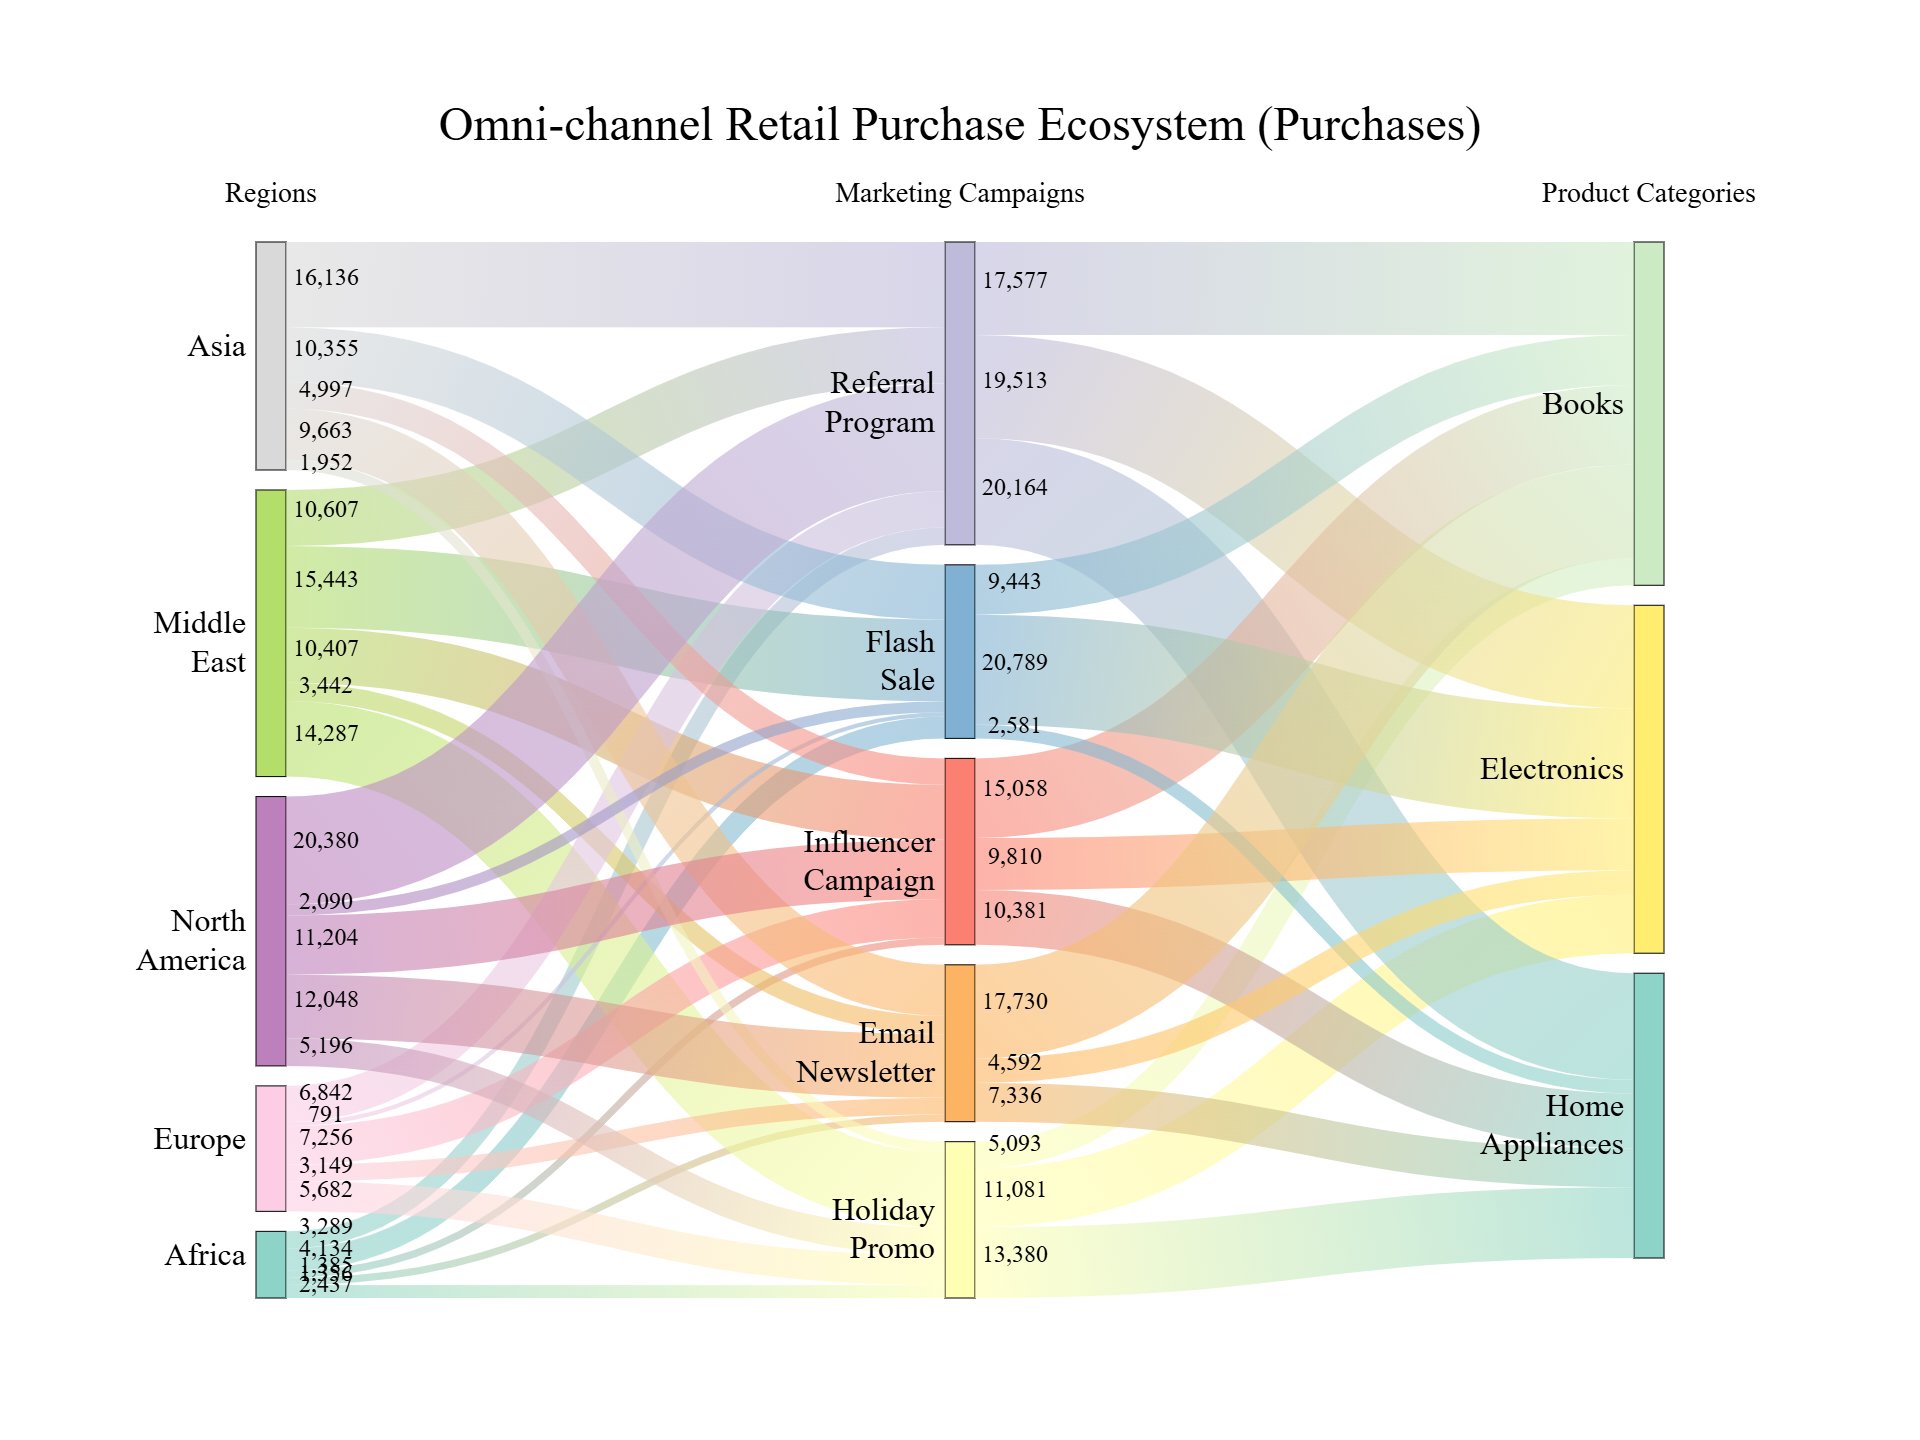 Omni-channel Retail Purchase Ecosystem (Purchases)
Regions
Marketing Campaigns
Product Categories
Asia
16,136
10,355
4,997
9,663
1,952
Middle
East
10,607
15,443
10,407
3,442
14,287
North
America
20,380
2,090
11,204
12,048
5,196
Europe
6,842
791
7,256
3,149
5,682
Africa
3,289
4,134
1,385
1,356
2,437
Referral
Program
17,577
19,513
20,164
Flash
Sale
9,443
20,789
2,581
Influencer
Campaign
15,058
9,810
10,381
Email
Newsletter
17,730
4,592
7,336
Holiday
Promo
5,093
11,081
13,380
Books
Electronics
Home
Appliances